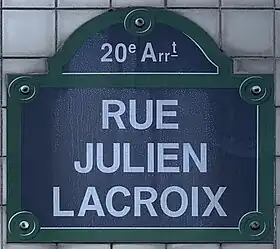 20e Arrt
RUE
JULIEN
LACROIX